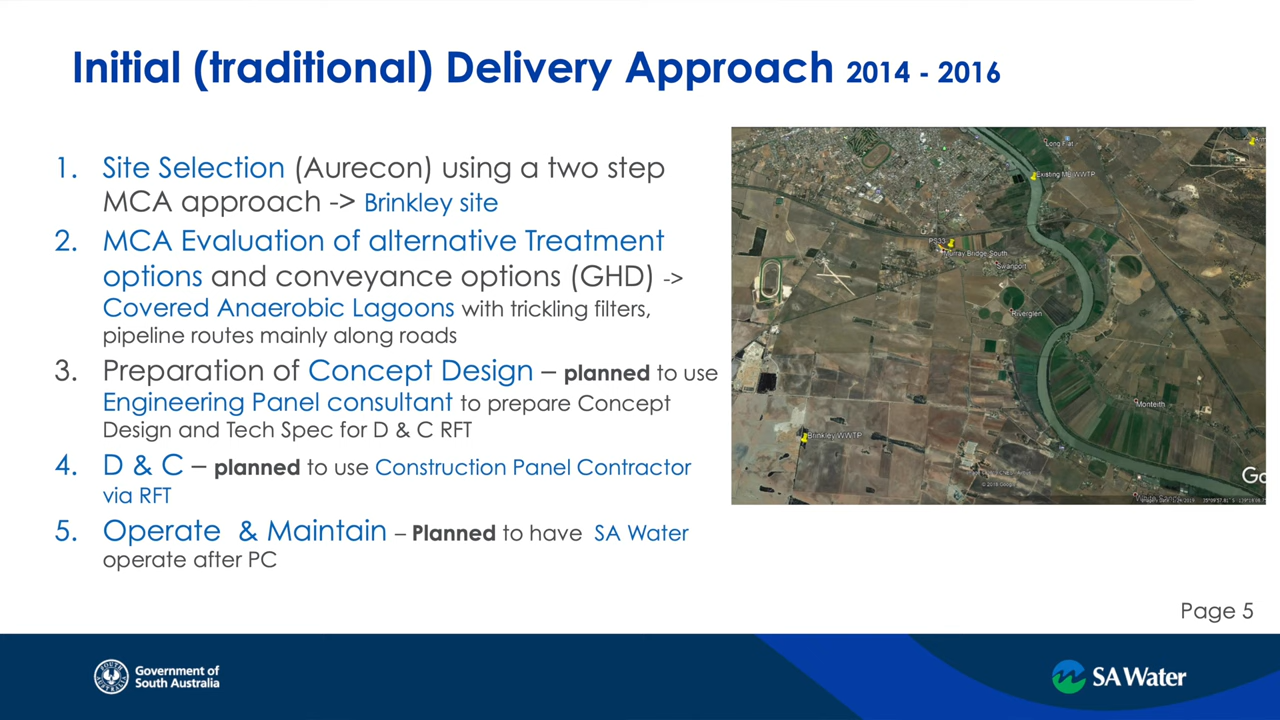 Initial (traditional) Delivery Approach 2014 - 2016
1. Site Selection (Aurecon) using a two step
MCA approach -> Brinkley site
2. MCA Evaluation of alternative Treatment
options and conveyance options (GHD) ->
Covered Anaerobic Lagoons with trickling filters,
pipeline routes mainly along roads
3. Preparation of Concept Design – planned to use
Engineering Panel consultant to prepare Concept
Design and Tech Spec for D & C RFT
4. D & C – planned to use Construction Panel Contractor
via RFT
5. Operate & Maintain – Planned to have SA Water
operate after PC
Long Flat
Existing MB WWTP
PS33
Murray Bridge South
Swanport
Riverglen
Monteith
Brinkley WWTP
Go
Page 5
Government of
South Australia
SA Water